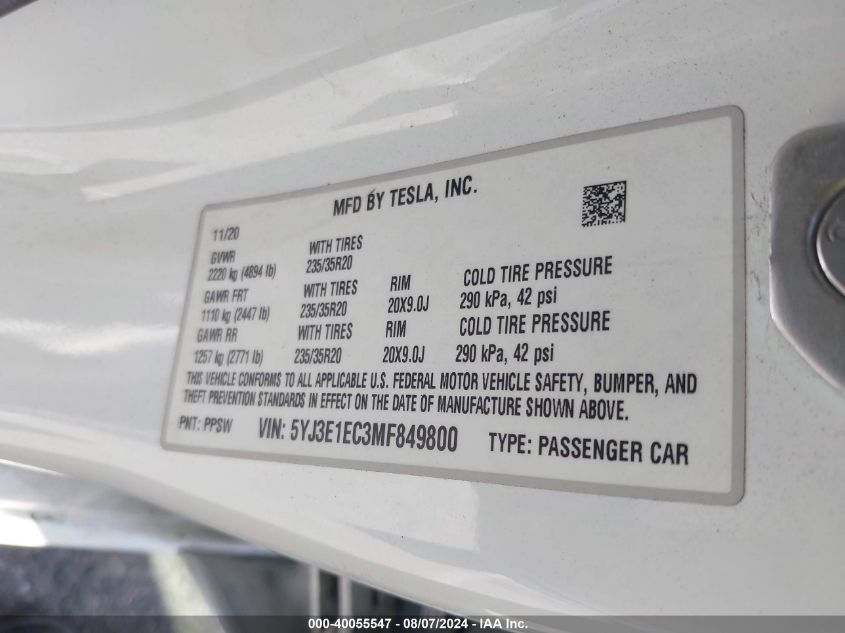 MFD BY TESLA, INC.
11/20
GVWR WITH TIRES
2220 kg (4894 lb) 235/35R20
GAWR FRT WITH TIRES RIM COLD TIRE PRESSURE
1110 kg (2447 lb) 235/35R20 20X9.0J 290 kPa, 42 psi
GAWR RR WITH TIRES RIM COLD TIRE PRESSURE
1257 kg (2771 lb) 235/35R20 20X9.0J 290 kPa, 42 psi
THIS VEHICLE CONFORMS TO ALL APPLICABLE U.S. FEDERAL MOTOR VEHICLE SAFETY, BUMPER, AND
THEFT PREVENTION STANDARDS IN EFFECT ON THE DATE OF MANUFACTURE SHOWN ABOVE.
PNT: PPSW VIN: 5YJ3E1EC3MF849800 TYPE: PASSENGER CAR
000-40055547 - 08/07/2024 - IAA Inc.